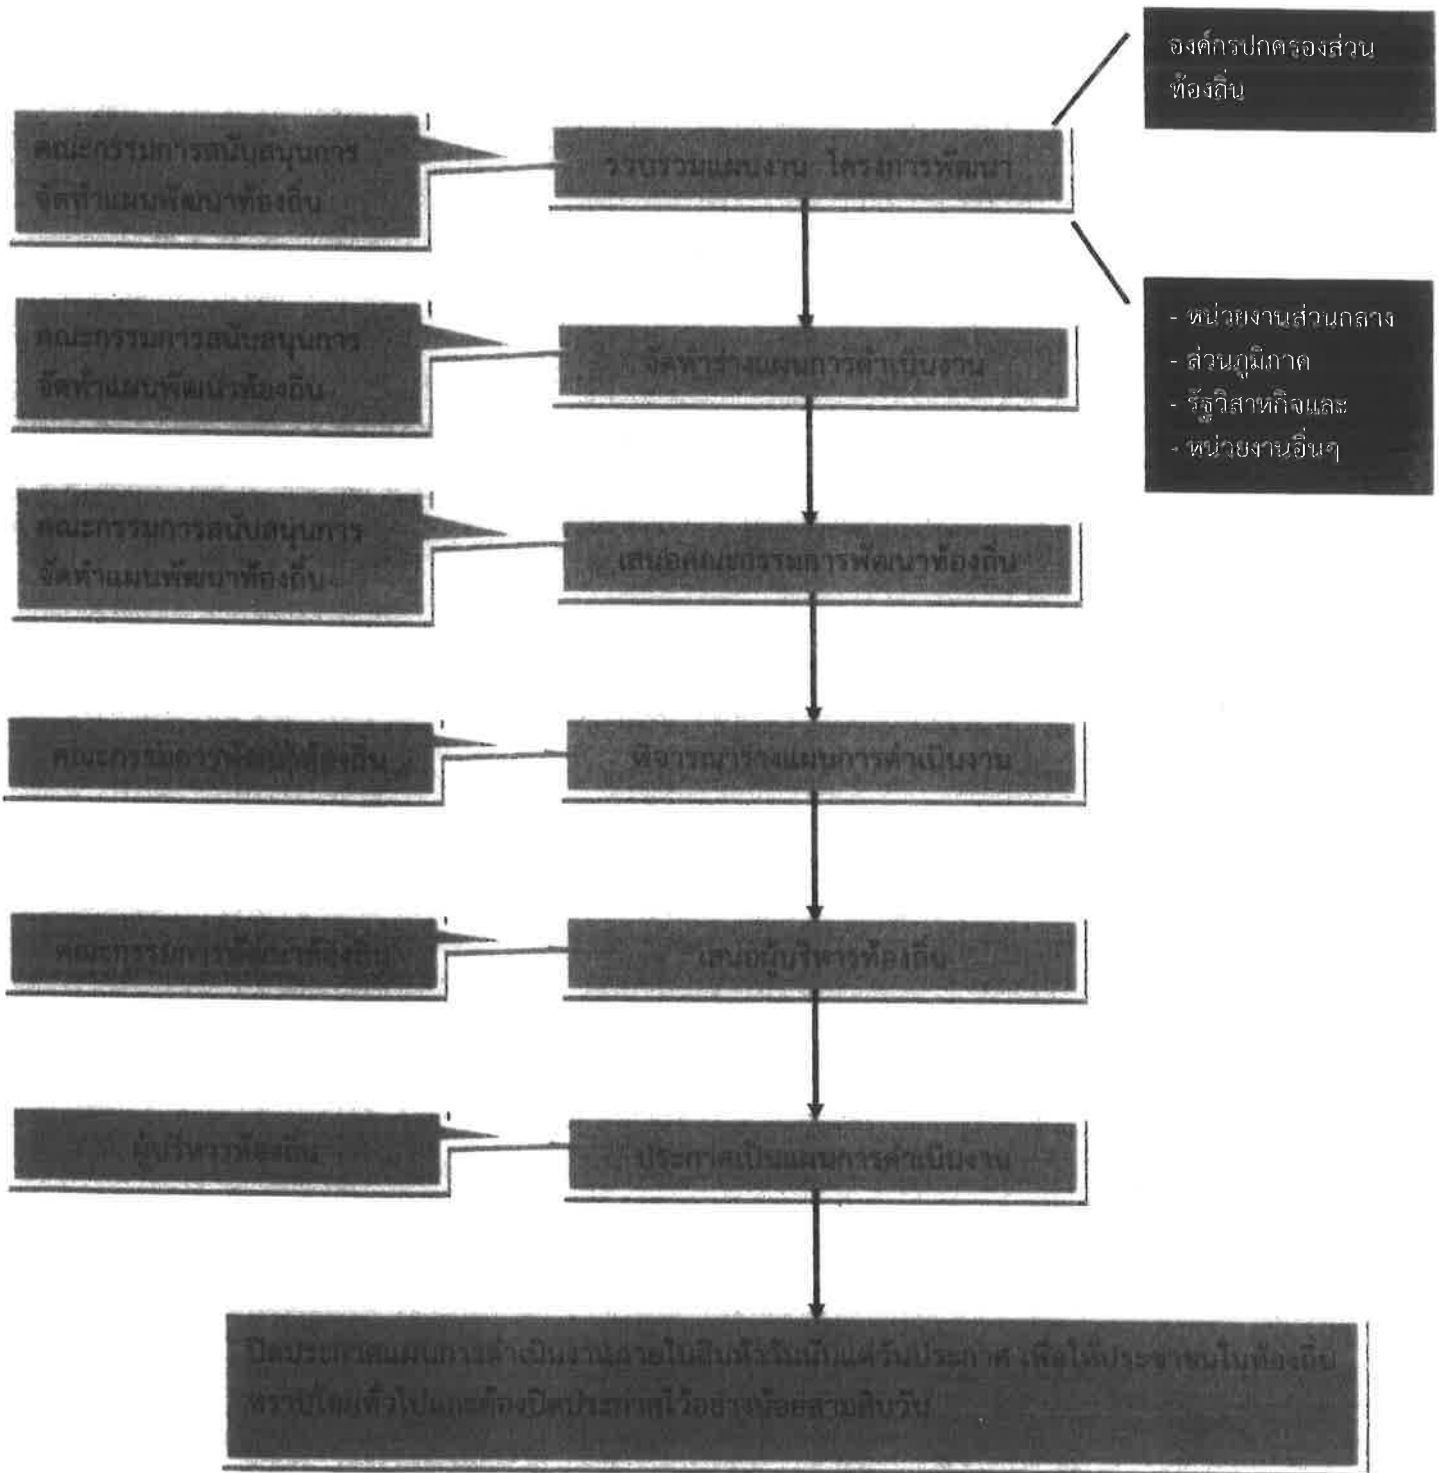 องค์กรปกครองส่วน
ท้องถิ่น
คณะกรรมการสนับสนุนการ
จัดทำแผนพัฒนาท้องถิ่น
รวบรวมแผนงาน โครงการพัฒนา
- หน่วยงานส่วนกลาง
- ส่วนภูมิภาค
- รัฐวิสาหกิจและ
- หน่วยงานอื่นๆ
คณะกรรมการสนับสนุนการ
จัดทำแผนพัฒนาท้องถิ่น
จัดทำร่างแผนการดำเนินงาน
คณะกรรมการสนับสนุนการ
จัดทำแผนพัฒนาท้องถิ่น
เสนอคณะกรรมการพัฒนาท้องถิ่น
คณะกรรมการพัฒนาท้องถิ่น
พิจารณาร่างแผนการดำเนินงาน
คณะกรรมการพัฒนาท้องถิ่น
เสนอผู้บริหารท้องถิ่น
ผู้บริหารท้องถิ่น
ประกาศเป็นแผนการดำเนินงาน
ปิดประกาศแผนการดำเนินงานภายในสิบห้าวันนับแต่วันประกาศ เพื่อให้ประชาชนในท้องถิ่น
ทราบโดยทั่วไปและต้องปิดประกาศไว้อย่างน้อยสามสิบวัน